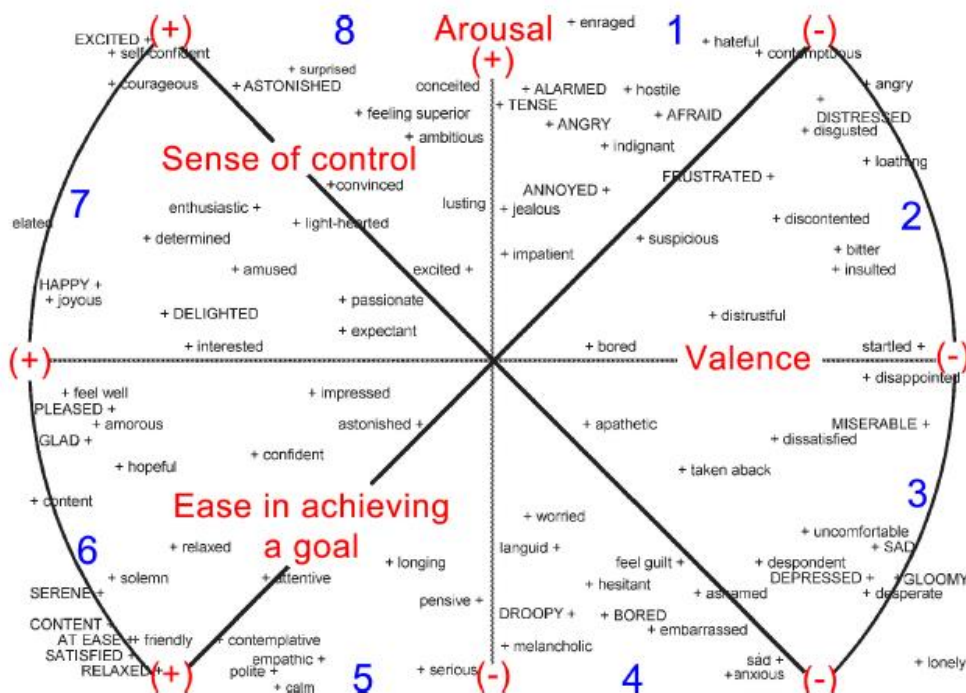 + enraged
(+) 8 Arousal 1 (-)
EXCITED +
+ hateful
+ self-confident
+ contemptuous
(+)
+ surprised
+ courageous
+ ASTONISHED
conceited
+ ALARMED
+ hostile
+ angry
+ TENSE
+ feeling superior
+ AFRAID
DISTRESSED
+ ANGRY
+ disgusted
+ ambitious
+ indignant
Sense of control
+ loathing
FRUSTRATED +
+ convinced
ANNOYED +
7
enthusiastic +
lusting
+ jealous
2
elated
+ light-hearted
+ discontented
+ determined
+ suspicious
+ impatient
+ bitter
+ amused
excited +
+ insulted
HAPPY +
+ joyous
+ passionate
+ DELIGHTED
+ distrustful
+ expectant
+ interested
+ bored
startled +
(+) Valence (-)
+ disappointed
+ feel well
+ impressed
PLEASED +
+ amorous
astonished +
+ apathetic
MISERABLE +
GLAD +
+ dissatisfied
+ confident
+ hopeful
+ taken aback
+ content
3
Ease in achieving
a goal
+ worried
+ uncomfortable
6
+ relaxed
languid +
+ SAD
+ longing
feel guilt +
+ despondent
+ solemn
+ attentive
+ hesitant
DEPRESSED +
+ GLOOMY
SERENE +
+ ashamed
+ desperate
pensive +
DROOPY +
+ BORED
CONTENT +
+ embarrassed
AT EASE +
+ friendly
+ contemplative
+ melancholic
SATISFIED +
empathic +
sad +
+ lonely
RELAXED +
(+)
polite +
+ serious
(-)
+ anxious
(-)
+ calm
5
4